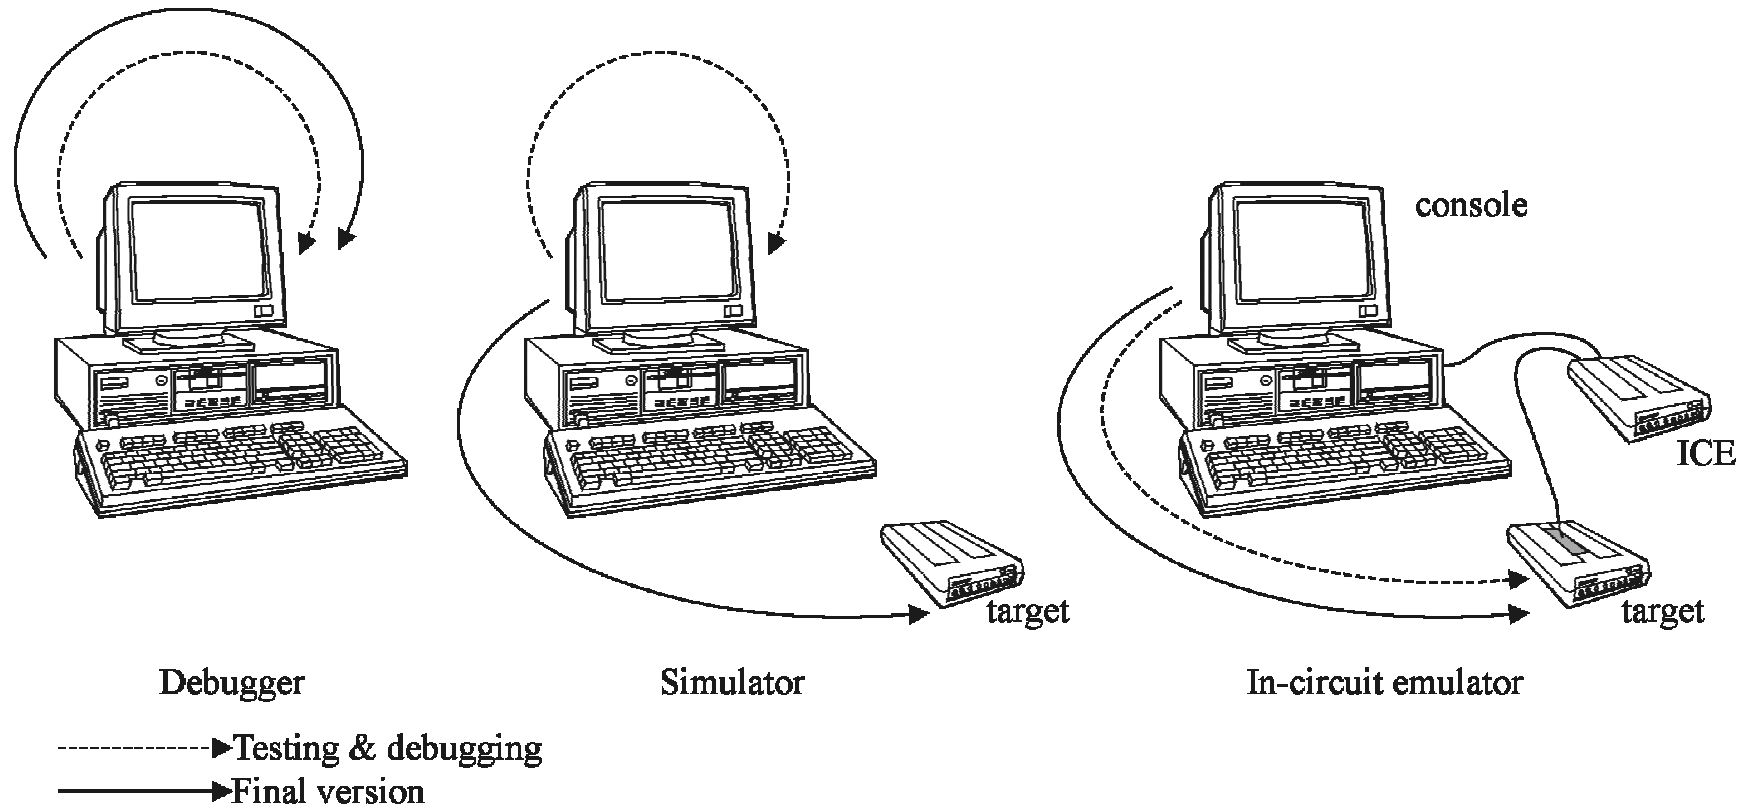 console
ICE
target
target
Debugger
Simulator
In-circuit emulator
Testing & debugging
Final version